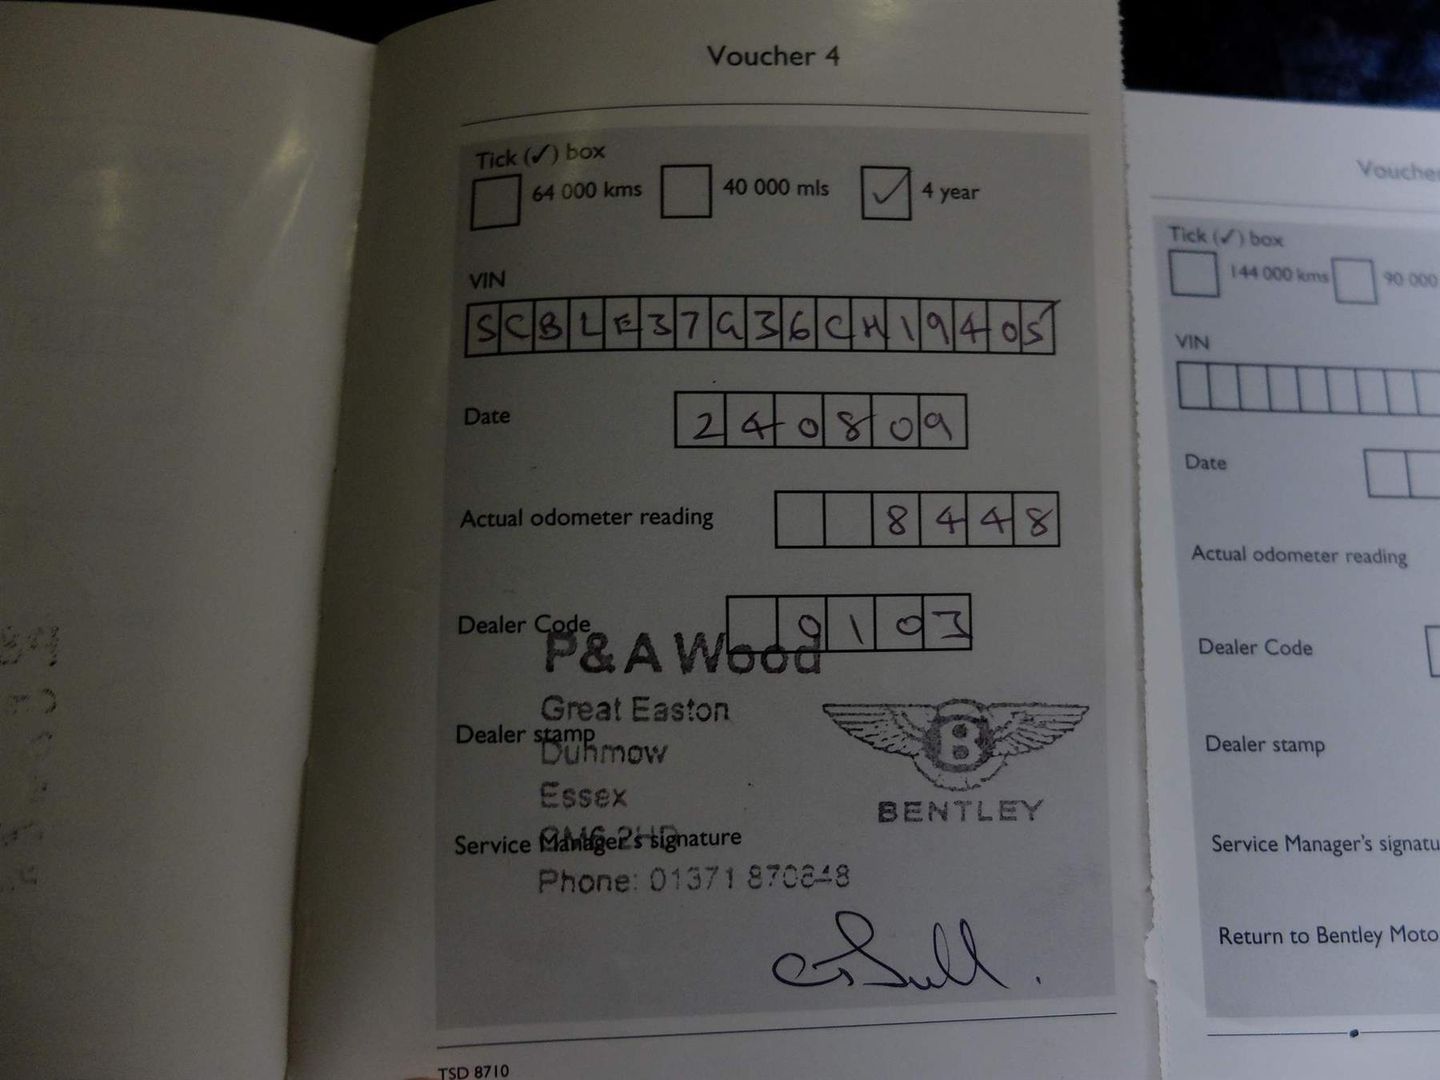 Voucher 4
Tick (✓) box
64 000 kms
40 000 mls
✓ 4 year
VIN
SCBLE37G36CH19405
Date
240809
Actual odometer reading
8448
Dealer Code
0103
P&A Wood
Great Easton
Dealer stamp
Dunmow
Essex
BENTLEY
Service Manager's signature
Phone: 01371 870848
TSD 8710
Voucher
Tick (✓) box
144 000 kms
90 000
VIN
Date
Actual odometer reading
Dealer Code
Dealer stamp
Service Manager's signatu
Return to Bentley Moto